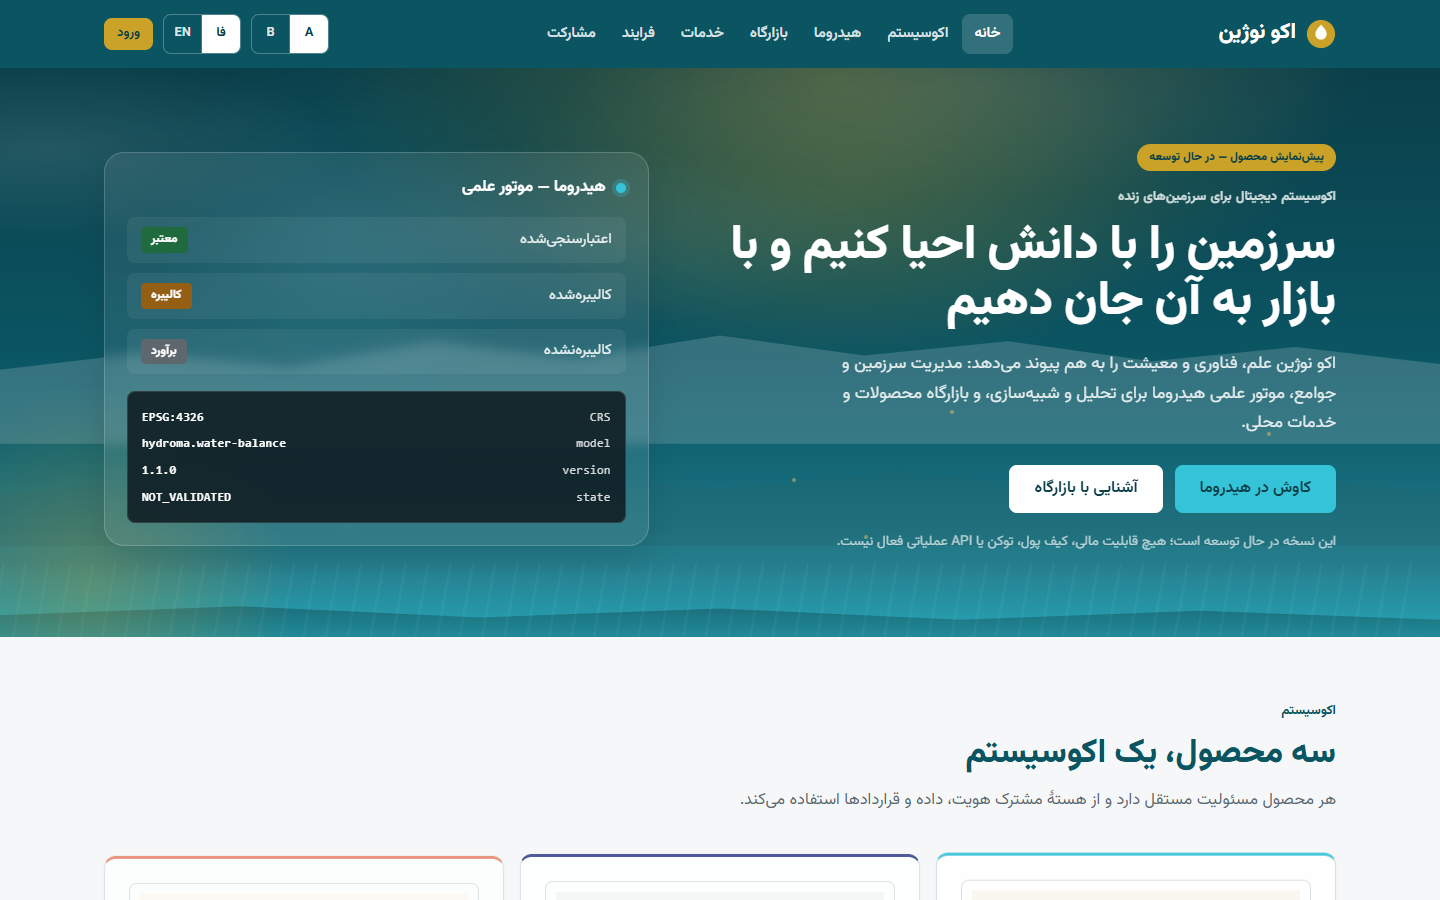 اکو نوژین
خانه
اکوسیستم
هیدروما
بازارگاه
خدمات
فرایند
مشارکت
A
B
فا
EN
ورود
پیش‌نمایش محصول — در حال توسعه
اکوسیستم دیجیتال برای سرزمین‌های زنده
سرزمین را با دانش احیا کنیم و با
بازار به آن جان دهیم
اکو نوژین علم، فناوری و معیشت را به هم پیوند می‌دهد: مدیریت سرزمین و
جوامع، موتور علمی هیدروما برای تحلیل و شبیه‌سازی، و بازارگاه محصولات و
خدمات محلی.
کاوش در هیدروما
آشنایی با بازارگاه
این نسخه در حال توسعه است؛ هیچ قابلیت مالی، کیف پول، توکن یا API عملیاتی فعال نیست.
هیدروما — موتور علمی
اعتبارسنجی‌شده
معتبر
کالیبره‌شده
کالیبره
کالیبره‌نشده
برآورد
CRS
EPSG:4326
model
hydroma.water-balance
version
1.1.0
state
NOT_VALIDATED
اکوسیستم
سه محصول، یک اکوسیستم
هر محصول مسئولیت مستقل دارد و از هستهٔ مشترک هویت، داده و قراردادها استفاده می‌کند.